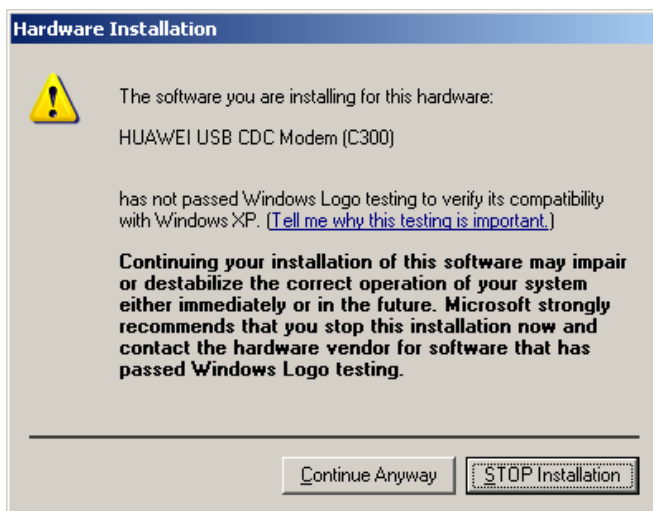 Hardware Installation
The software you are installing for this hardware:
HUAWEI USB CDC Modem (C300)
has not passed Windows Logo testing to verify its compatibility
with Windows XP. (Tell me why this testing is important.)
Continuing your installation of this software may impair
or destabilize the correct operation of your system
either immediately or in the future. Microsoft strongly
recommends that you stop this installation now and
contact the hardware vendor for software that has
passed Windows Logo testing.
Continue Anyway STOP Installation